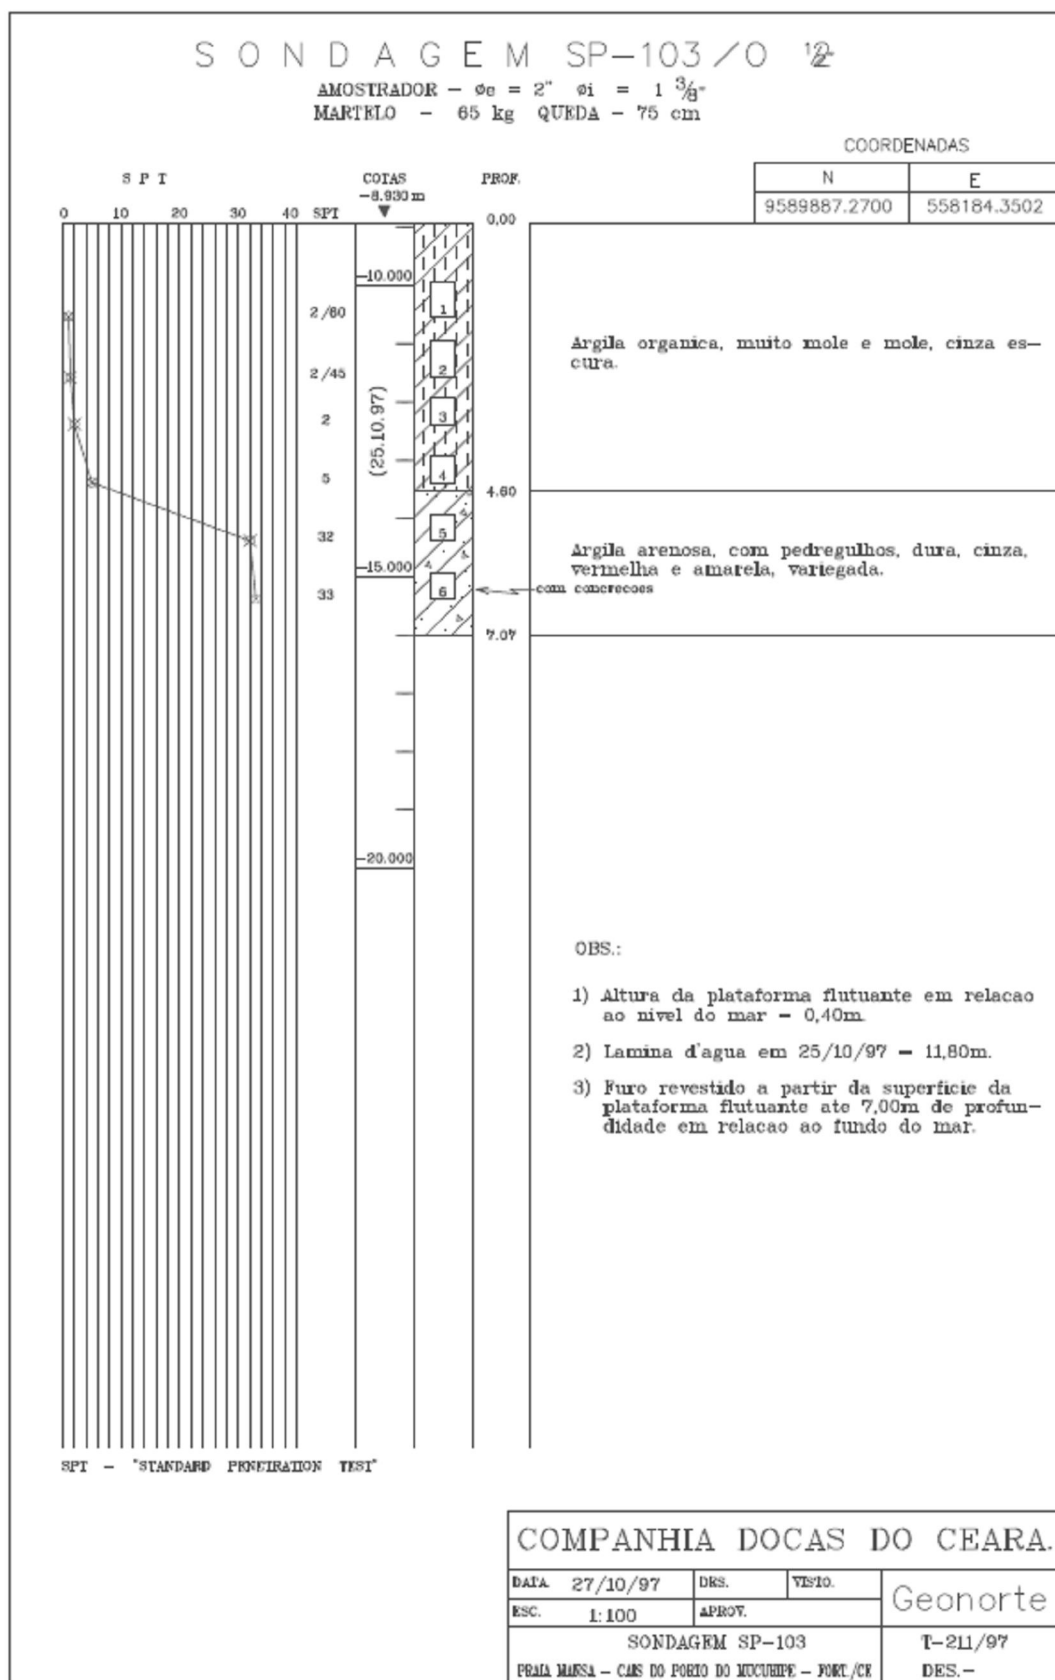 SONDAGEM SP-103/0 1/2"
AMOSTRADOR - øe = 2" øi = 1 3/8"
MARTELO - 65 kg QUEDA - 75 cm
COORDENADAS
N E
9589887.2700 558184.3502
SPT
COTAS
-8.930 m
PROF.
0 10 20 30 40 SPT
0,00
-10.000
1
2/60
Argila organica, muito mole e mole, cinza es-
cura.
2/45
2
2
3
(25.10.97)
5
4
4.60
32
5
Argila arenosa, com pedregulhos, dura, cinza,
vermelha e amarela, variegada.
-15.000
33
6
com concrecoes
7.07
-20.000
OBS.:
1) Altura da plataforma flutuante em relacao
ao nivel do mar - 0,40m.
2) Lamina d'agua em 25/10/97 - 11,80m.
3) Furo revestido a partir da superficie da
plataforma flutuante ate 7,00m de profun-
didade em relacao ao fundo do mar.
SPT - "STANDARD PENETRATION TEST"
COMPANHIA DOCAS DO CEARA.
DATA. 27/10/97 DES. VISTO.
Geonorte
ESC. 1:100 APROV.
SONDAGEM SP-103
T-211/97
PRAIA MANSA - CAIS DO PORTO DO MUCURIPE - FORT./CE
DES.-